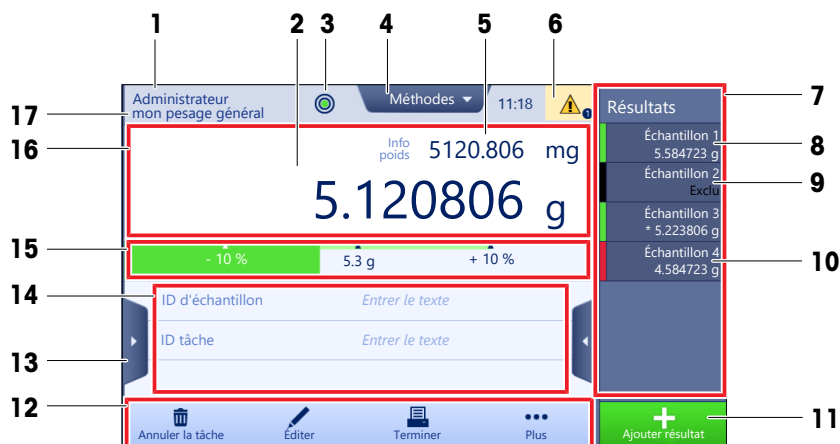 1
2
3
4
5
6
7
8
9
10
11
12
13
14
15
16
17
Administrateur
mon pesage général
Méthodes
11:18
1
Info
poids
5120.806 mg
5.120806 g
- 10 %
5.3 g
+ 10 %
ID d'échantillon
Entrer le texte
ID tâche
Entrer le texte
Annuler la tâche
Éditer
Terminer
Plus
Résultats
Échantillon 1
5.584723 g
Échantillon 2
Exclu
Échantillon 3
* 5.223806 g
Échantillon 4
4.584723 g
Ajouter résultat